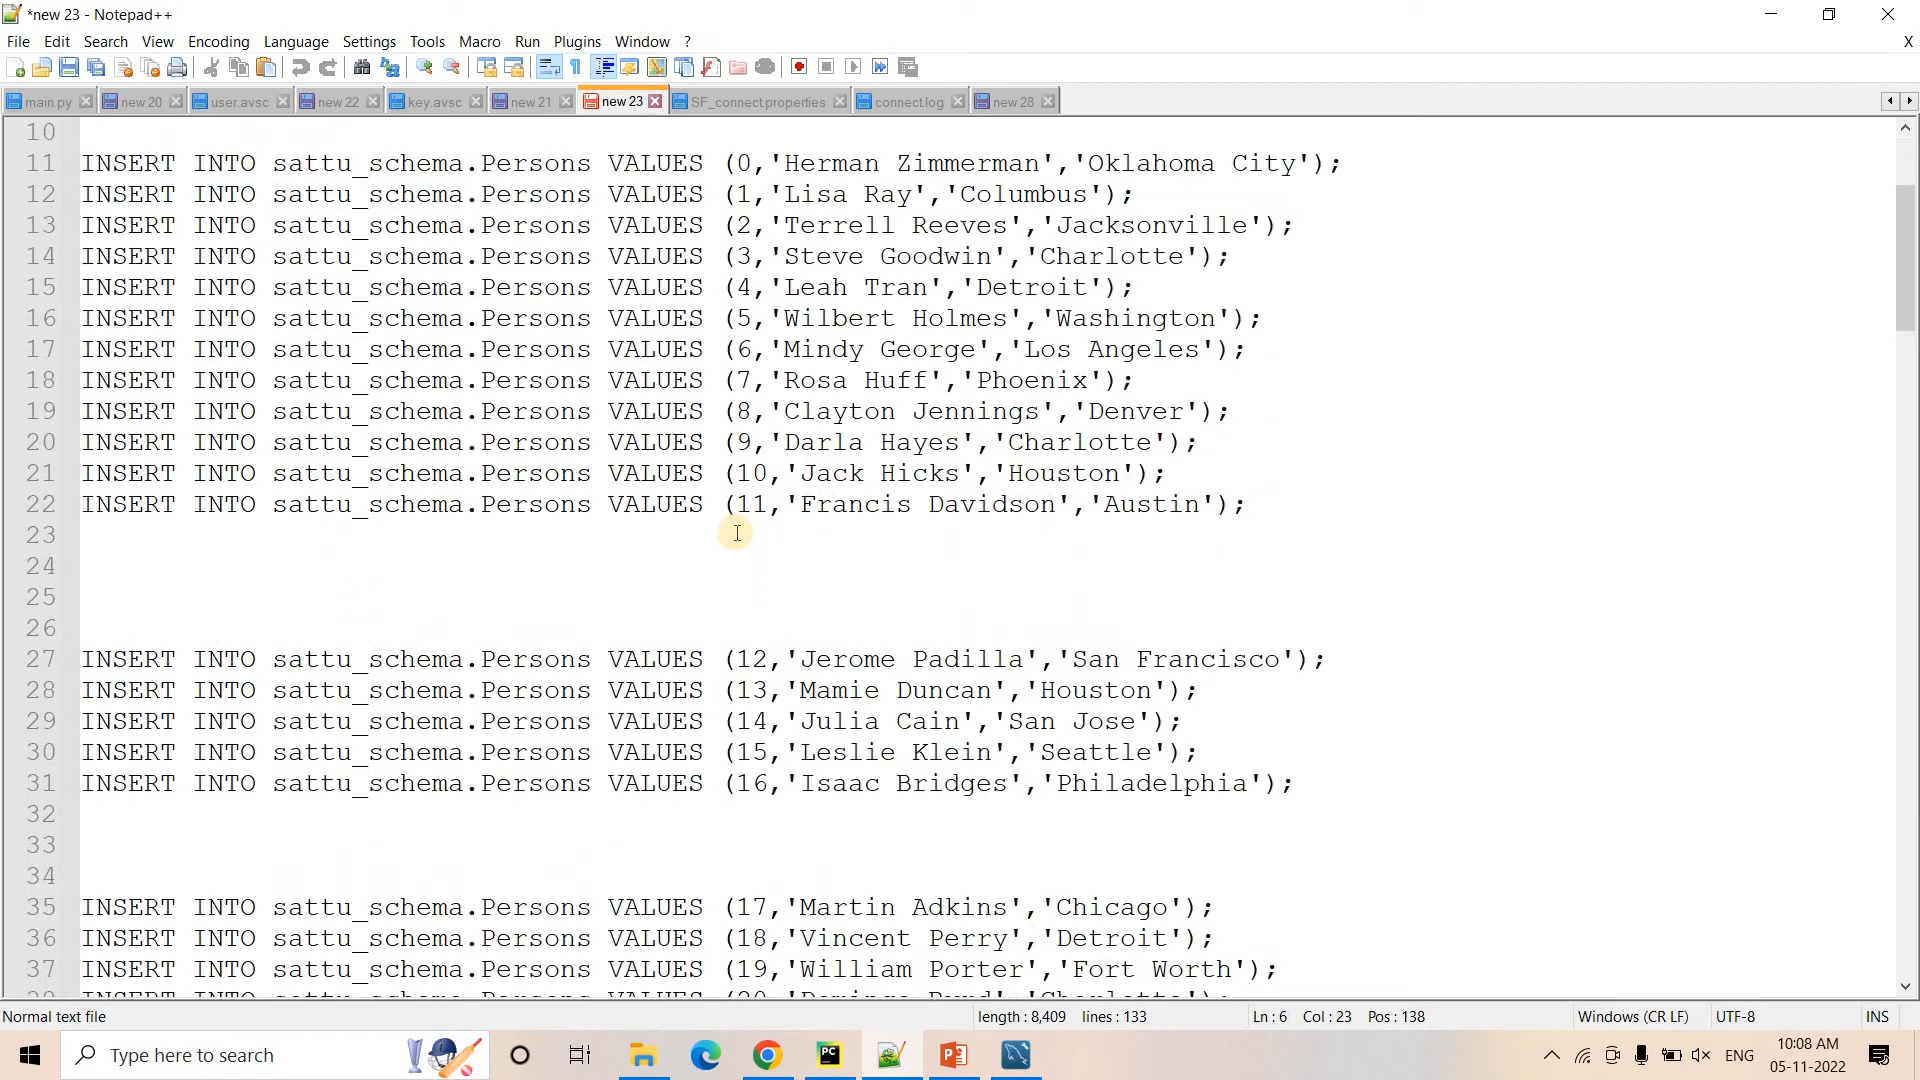 *new 23 - Notepad++
File Edit Search View Encoding Language Settings Tools Macro Run Plugins Window ? X
main.py new 20 user.avsc new 22 key.avsc new 21 new 23 SF_connect.properties connect.log new 28
10
11 INSERT INTO sattu_schema.Persons VALUES (0,'Herman Zimmerman','Oklahoma City');
12 INSERT INTO sattu_schema.Persons VALUES (1,'Lisa Ray','Columbus');
13 INSERT INTO sattu_schema.Persons VALUES (2,'Terrell Reeves','Jacksonville');
14 INSERT INTO sattu_schema.Persons VALUES (3,'Steve Goodwin','Charlotte');
15 INSERT INTO sattu_schema.Persons VALUES (4,'Leah Tran','Detroit');
16 INSERT INTO sattu_schema.Persons VALUES (5,'Wilbert Holmes','Washington');
17 INSERT INTO sattu_schema.Persons VALUES (6,'Mindy George','Los Angeles');
18 INSERT INTO sattu_schema.Persons VALUES (7,'Rosa Huff','Phoenix');
19 INSERT INTO sattu_schema.Persons VALUES (8,'Clayton Jennings','Denver');
20 INSERT INTO sattu_schema.Persons VALUES (9,'Darla Hayes','Charlotte');
21 INSERT INTO sattu_schema.Persons VALUES (10,'Jack Hicks','Houston');
22 INSERT INTO sattu_schema.Persons VALUES (11,'Francis Davidson','Austin');
23
24
25
26
27 INSERT INTO sattu_schema.Persons VALUES (12,'Jerome Padilla','San Francisco');
28 INSERT INTO sattu_schema.Persons VALUES (13,'Mamie Duncan','Houston');
29 INSERT INTO sattu_schema.Persons VALUES (14,'Julia Cain','San Jose');
30 INSERT INTO sattu_schema.Persons VALUES (15,'Leslie Klein','Seattle');
31 INSERT INTO sattu_schema.Persons VALUES (16,'Isaac Bridges','Philadelphia');
32
33
34
35 INSERT INTO sattu_schema.Persons VALUES (17,'Martin Adkins','Chicago');
36 INSERT INTO sattu_schema.Persons VALUES (18,'Vincent Perry','Detroit');
37 INSERT INTO sattu_schema.Persons VALUES (19,'William Porter','Fort Worth');
Normal text file length : 8,409 lines : 133 Ln : 6 Col : 23 Pos : 138 Windows (CR LF) UTF-8 INS
Type here to search PC ENG 10:08 AM
05-11-2022